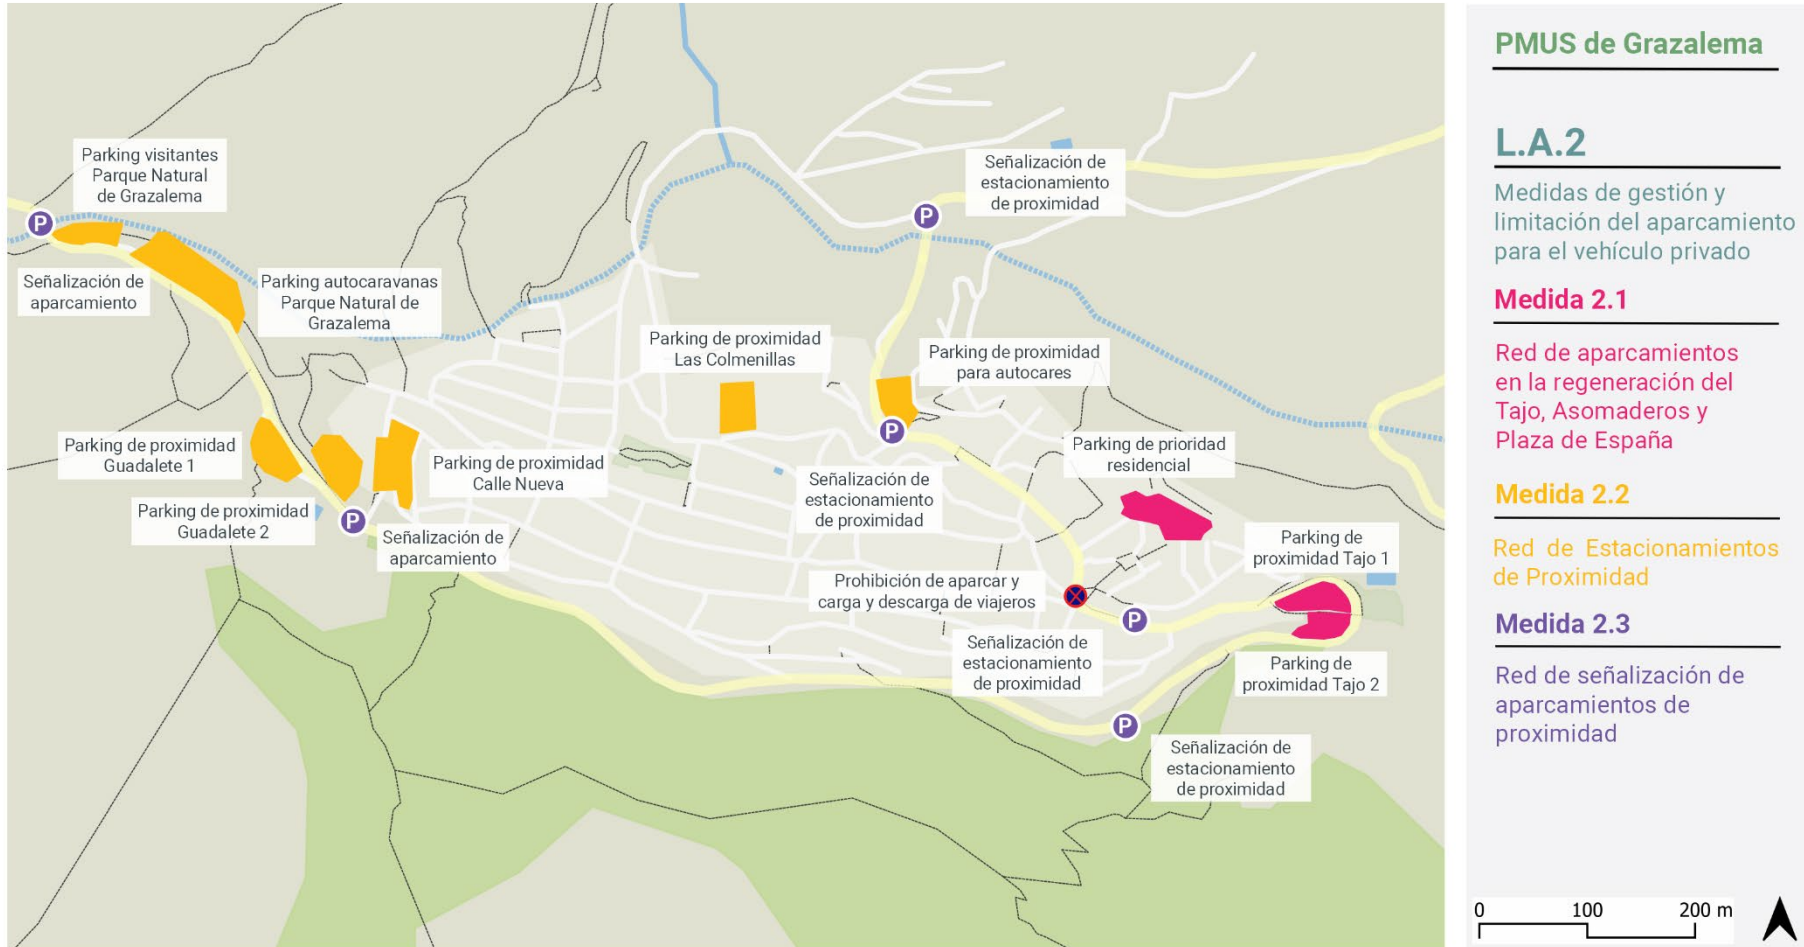 Parking visitantes
Parque Natural
de Grazalema
P
Señalización de
aparcamiento
Parking autocaravanas
Parque Natural de
Grazalema
Señalización de
estacionamiento
de proximidad
P
Parking de proximidad
Las Colmenillas
Parking de proximidad
para autocares
P
Parking de proximidad
Guadalete 1
Parking de proximidad
Calle Nueva
Parking de prioridad
residencial
Parking de proximidad
Guadalete 2
P
Señalización de
aparcamiento
Señalización de
estacionamiento
de proximidad
Parking de
proximidad Tajo 1
Prohibición de aparcar y
carga y descarga de viajeros
P
Señalización de
estacionamiento
de proximidad
Parking de
proximidad Tajo 2
P
Señalización de
estacionamiento
de proximidad
PMUS de Grazalema
L.A.2
Medidas de gestión y
limitación del aparcamiento
para el vehículo privado
Medida 2.1
Red de aparcamientos
en la regeneración del
Tajo, Asomaderos y
Plaza de España
Medida 2.2
Red de Estacionamientos
de Proximidad
Medida 2.3
Red de señalización de
aparcamientos de
proximidad
0 100 200 m